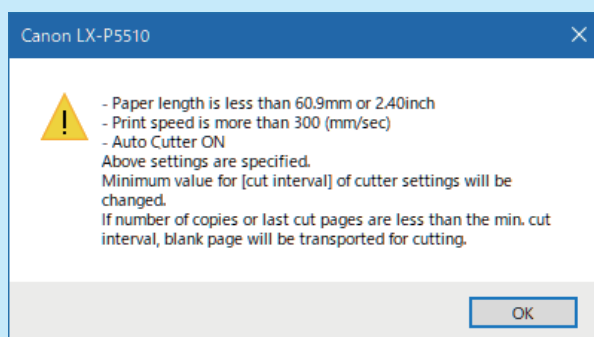 Canon LX-P5510
- Paper length is less than 60.9mm or 2.40inch
- Print speed is more than 300 (mm/sec)
- Auto Cutter ON
Above settings are specified.
Minimum value for [cut interval] of cutter settings will be
changed.
If number of copies or last cut pages are less than the min. cut
interval, blank page will be transported for cutting.
OK